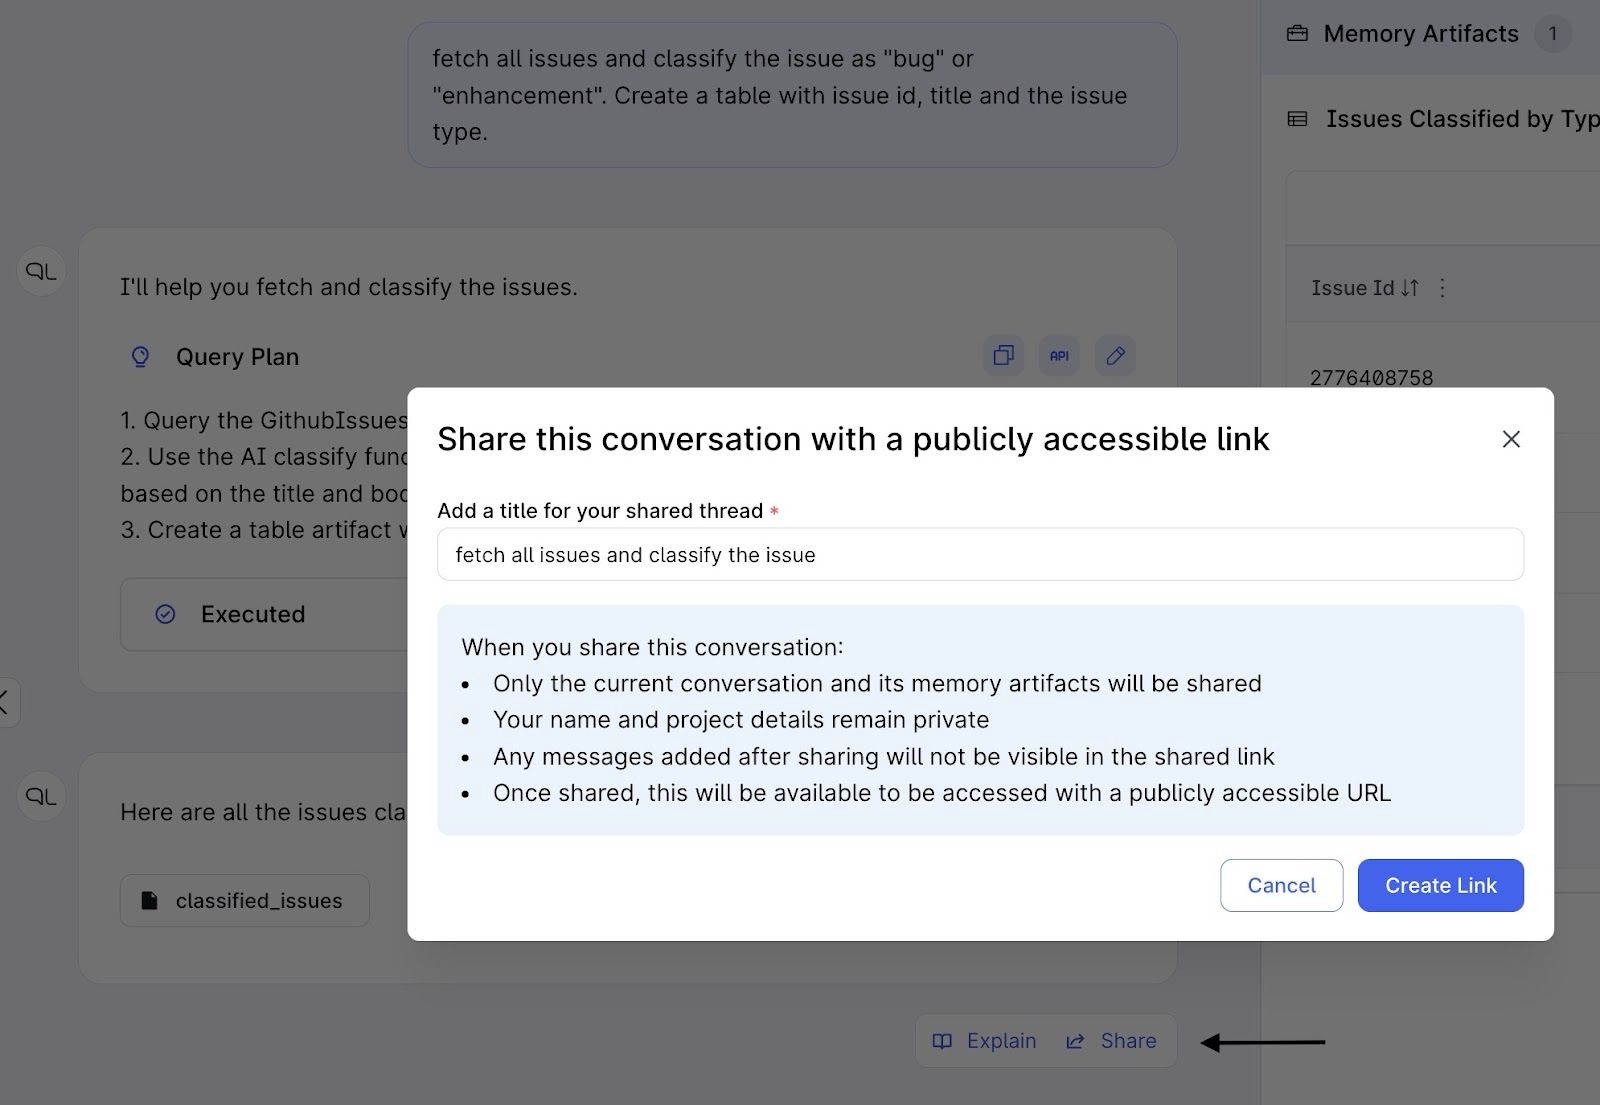 fetch all issues and classify the issue as "bug" or
"enhancement". Create a table with issue id, title and the issue
type.
Memory Artifacts 1
Issues Classified by Typ
QL
I'll help you fetch and classify the issues.
Query Plan
API
Issue Id
2776408758
1. Query the GithubIssues
2. Use the AI classify func
based on the title and bod
3. Create a table artifact w
Executed
Share this conversation with a publicly accessible link
Add a title for your shared thread *
fetch all issues and classify the issue
When you share this conversation:
• Only the current conversation and its memory artifacts will be shared
• Your name and project details remain private
• Any messages added after sharing will not be visible in the shared link
• Once shared, this will be available to be accessed with a publicly accessible URL
Cancel
Create Link
QL
Here are all the issues cla
classified_issues
Explain
Share